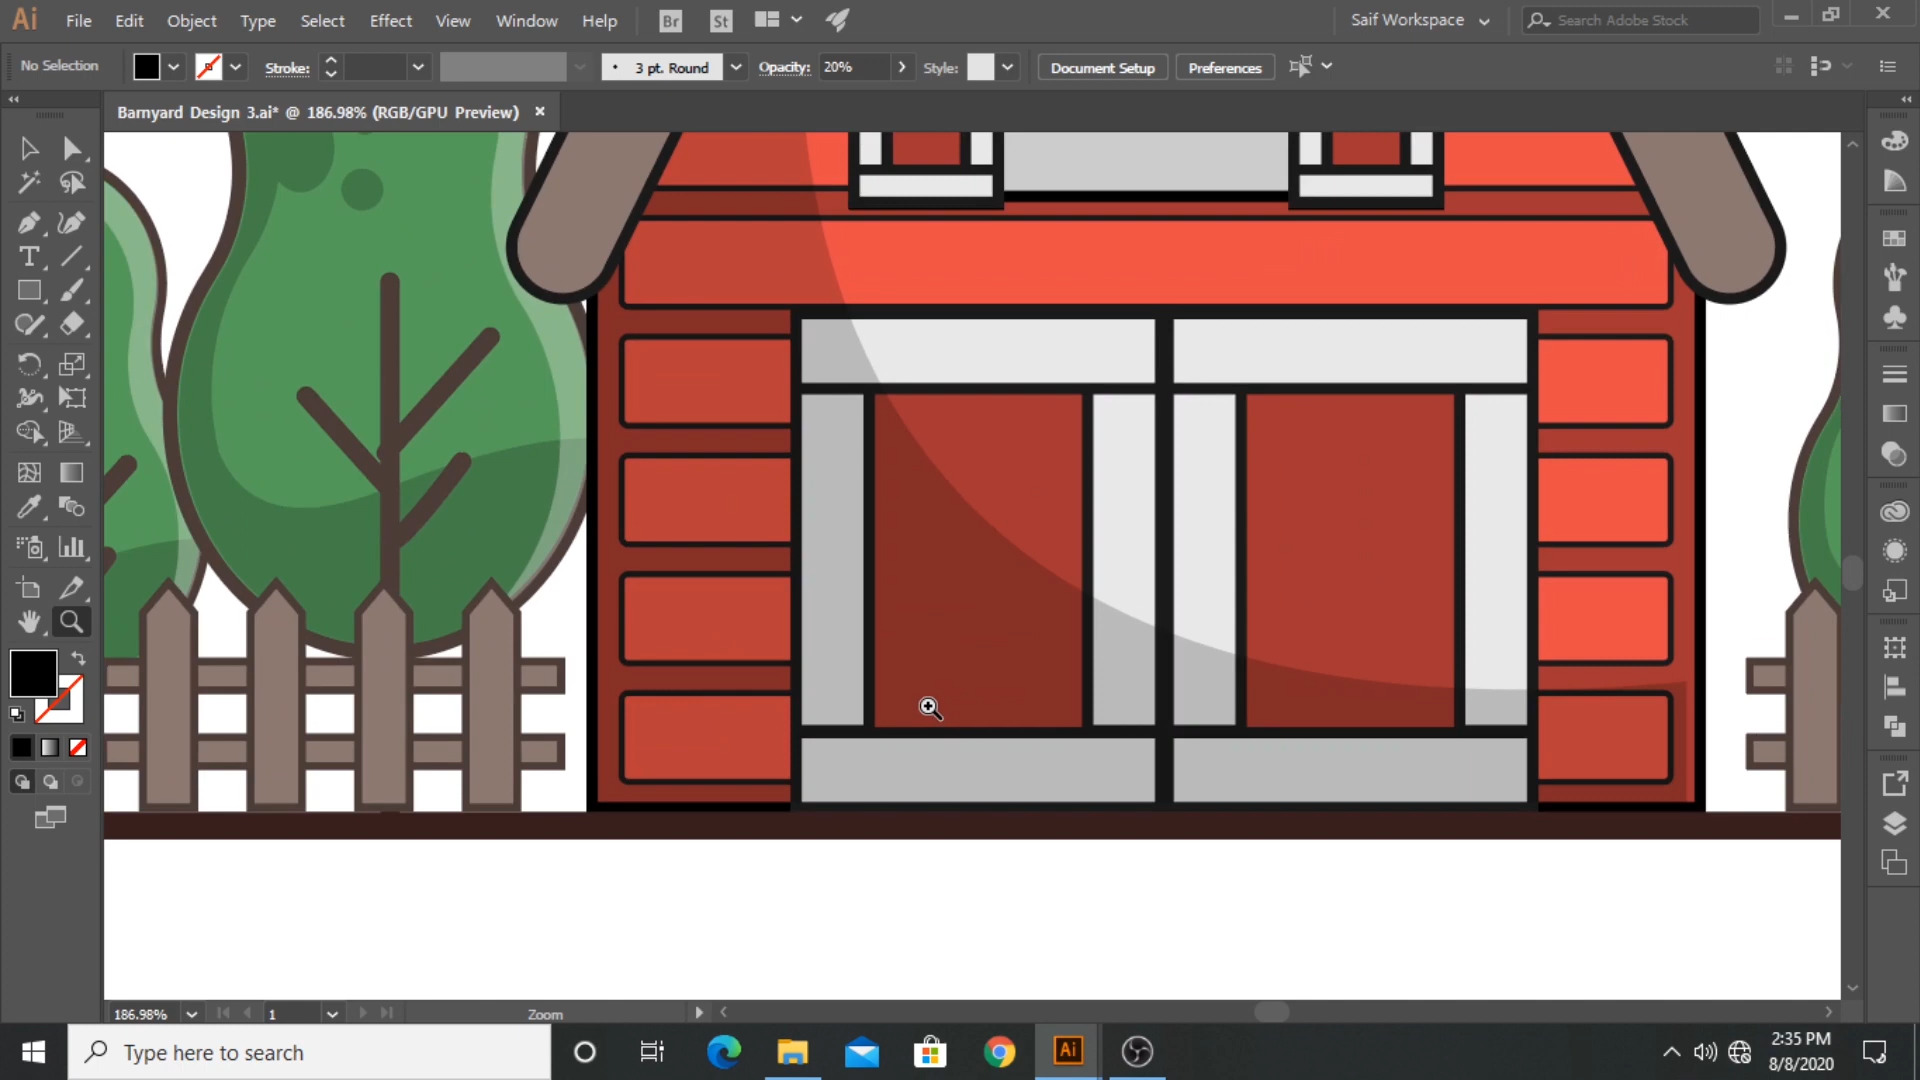 Ai File Edit Object Type Select Effect View Window Help Br St Saif Workspace Search Adobe Stock
No Selection Stroke: 3 pt. Round Opacity: 20% Style: Document Setup Preferences
Barnyard Design 3.ai* @ 186.98% (RGB/GPU Preview)
T
186.98% 1 Zoom
Type here to search Ai 2:35 PM
8/8/2020